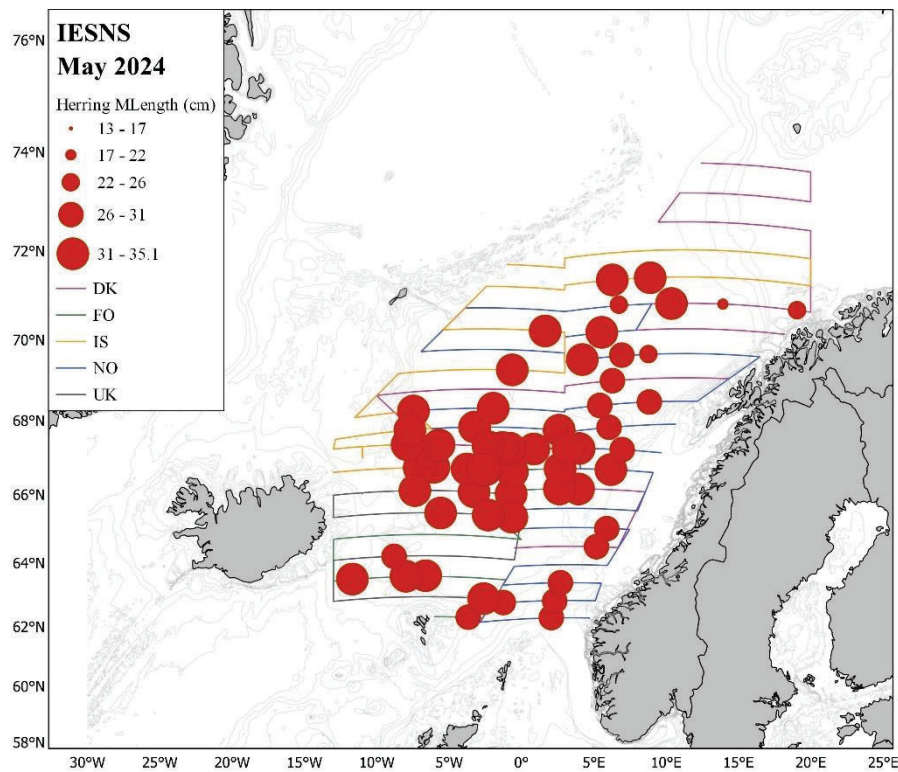 IESNS
May 2024
Herring MLength (cm)
13 - 17
17 - 22
22 - 26
26 - 31
31 - 35.1
DK
FO
IS
NO
UK
76°N
74°N
72°N
70°N
68°N
66°N
64°N
62°N
60°N
58°N
30°W 25°W 20°W 15°W 10°W 5°W 0° 5°E 10°E 15°E 20°E 25°E